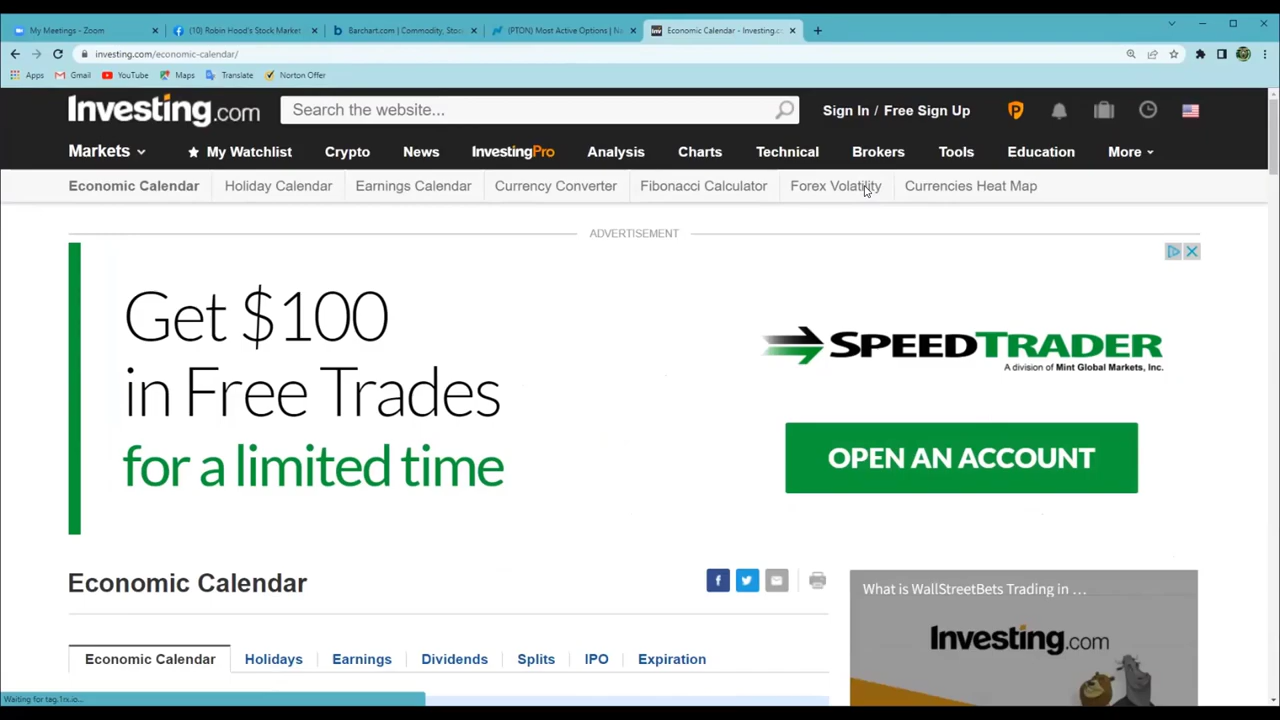 My Meetings - Zoom
(10) Robin Hood's Stock Market
Barchart.com | Commodity, Stoc
(PTON) Most Active Options | Na
Economic Calendar - Investing.c
investing.com/economic-calendar/
Apps Gmail YouTube Maps Translate Norton Offer
Investing.com Search the website... Sign In / Free Sign Up
Markets My Watchlist Crypto News InvestingPro Analysis Charts Technical Brokers Tools Education More
Economic Calendar Holiday Calendar Earnings Calendar Currency Converter Fibonacci Calculator Forex Volatility Currencies Heat Map
ADVERTISEMENT
Get $100
in Free Trades
for a limited time
SPEEDTRADER
A division of Mint Global Markets, Inc.
OPEN AN ACCOUNT
Economic Calendar
What is WallStreetBets Trading in ...
Investing.com
Economic Calendar Holidays Earnings Dividends Splits IPO Expiration
Waiting for tag.1rx.io...